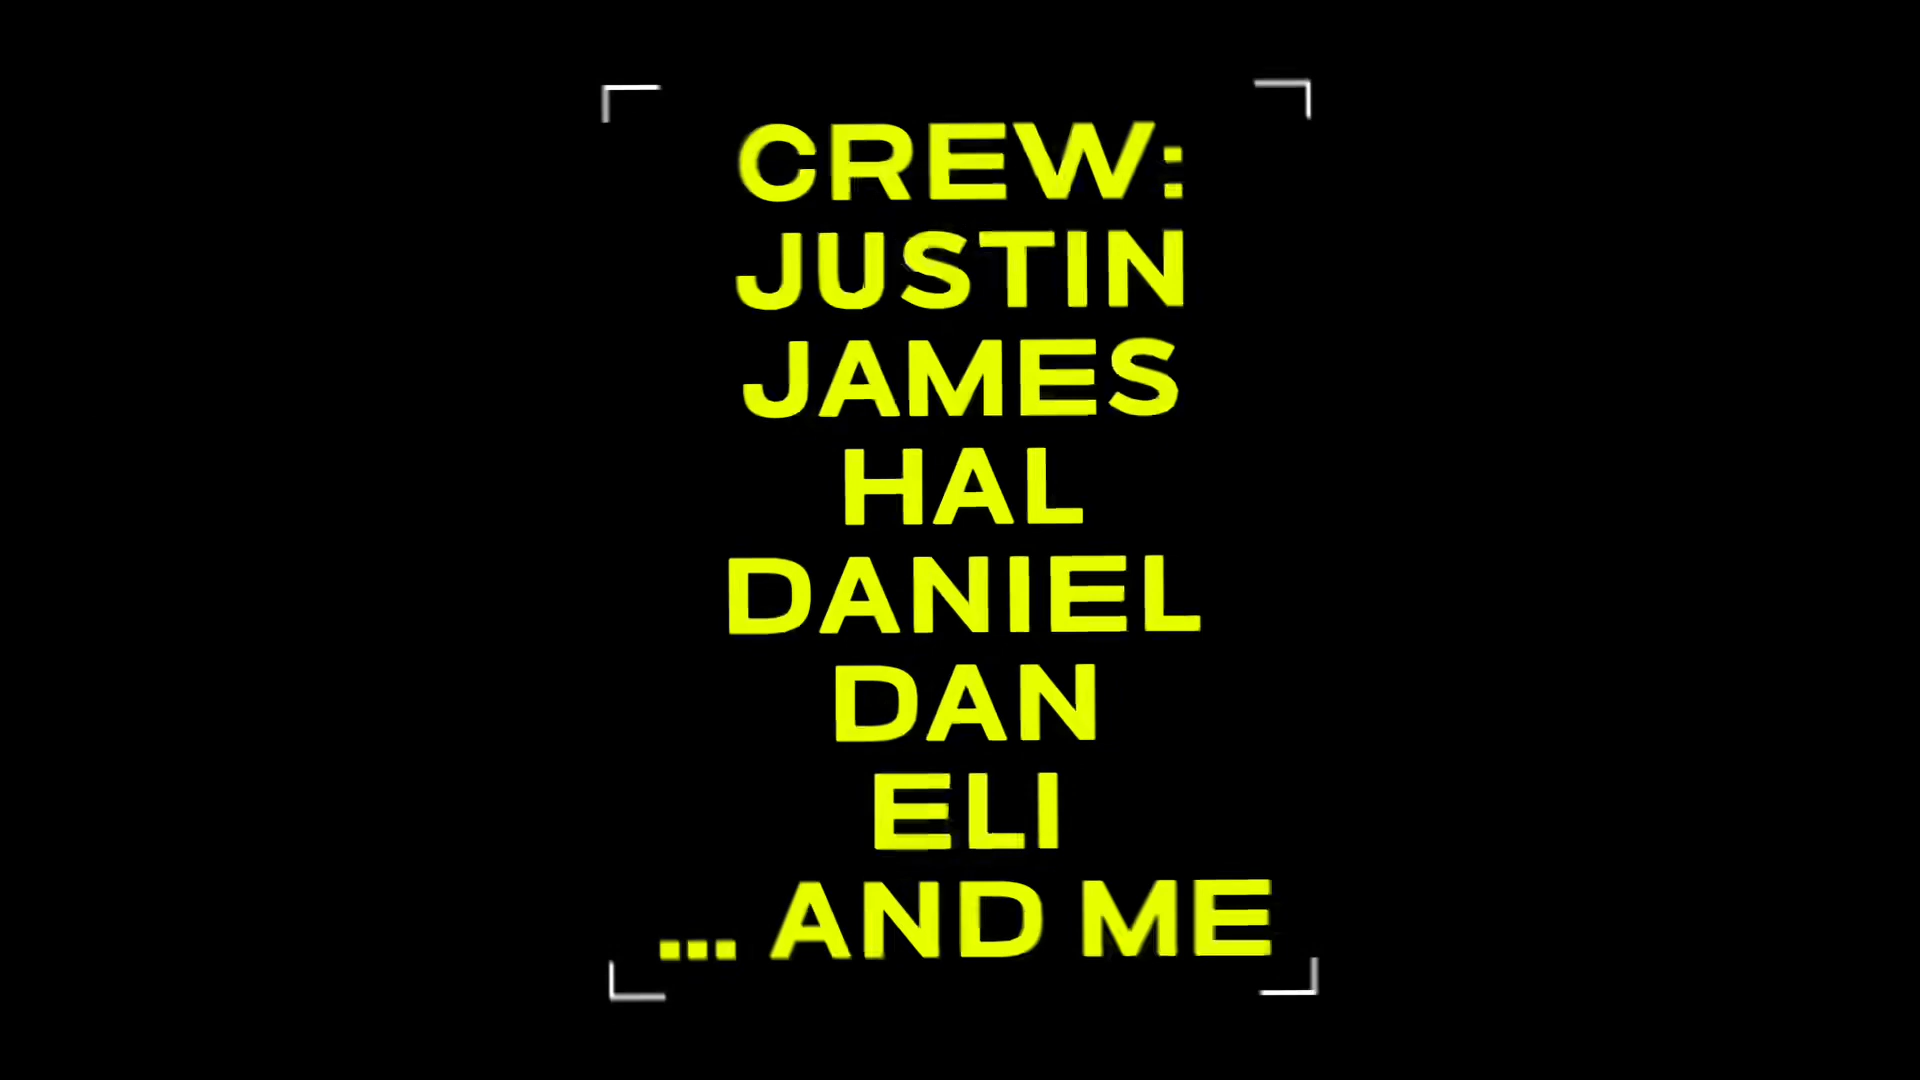 CREW:
JUSTIN
JAMES
HAL
DANIEL
DAN
ELI
... AND ME